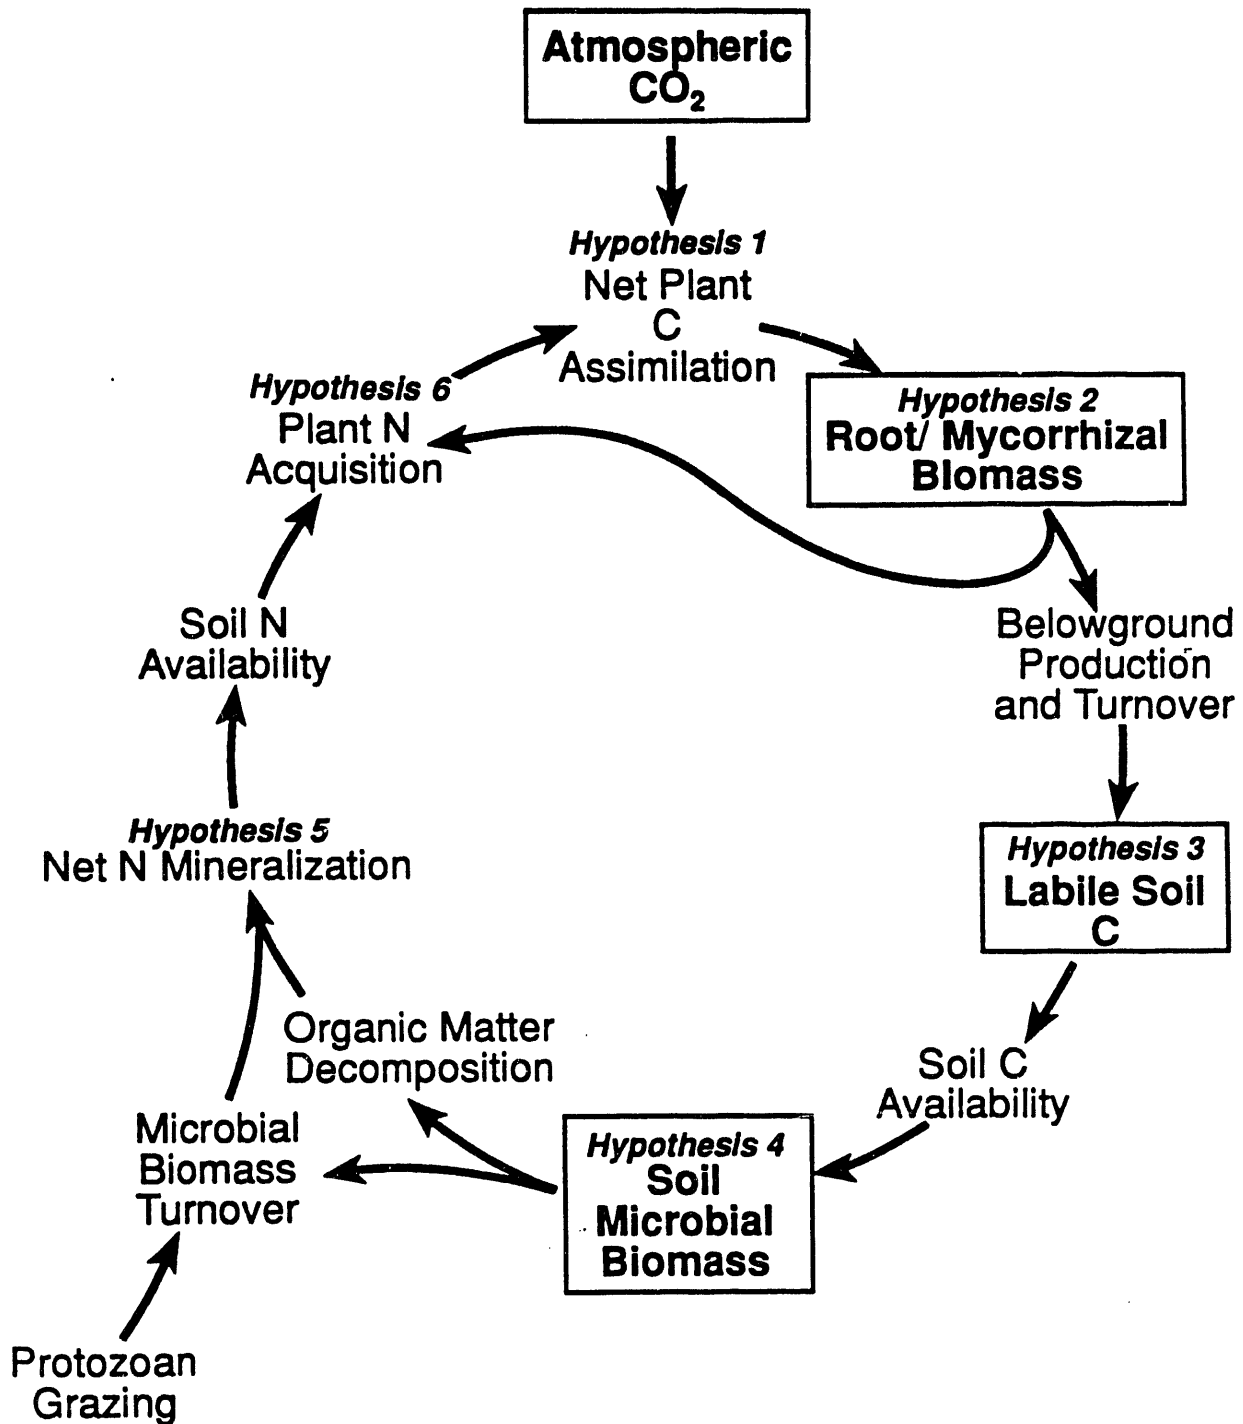 Atmospheric
CO₂
Hypothesis 1
Net Plant
C
Assimilation
Hypothesis 6
Plant N
Acquisition
Hypothesis 2
Root/ Mycorrhizal
Biomass
Soil N
Availability
Belowground
Production
and Turnover
Hypothesis 5
Net N Mineralization
Hypothesis 3
Labile Soil
C
Organic Matter
Decomposition
Soil C
Availability
Microbial
Biomass
Turnover
Hypothesis 4
Soil
Microbial
Biomass
Protozoan
Grazing